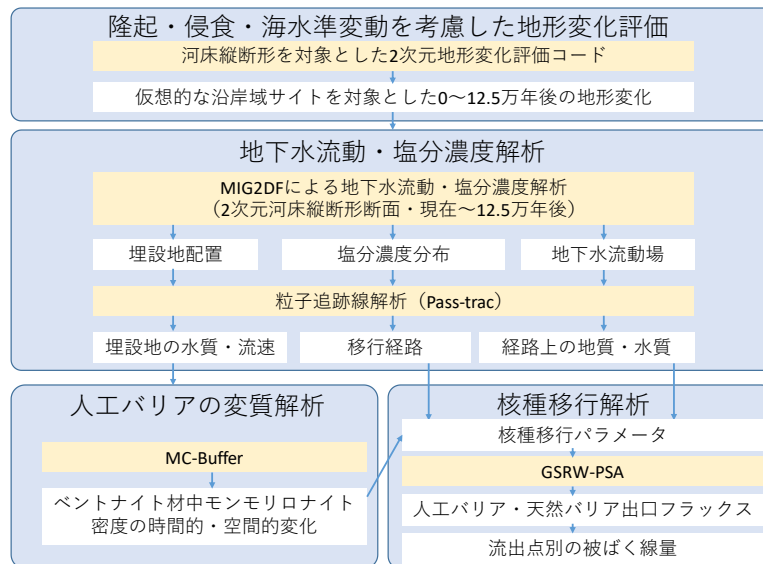 隆起・侵食・海水準変動を考慮した地形変化評価
河床縦断形を対象とした2次元地形変化評価コード
仮想的な沿岸域サイトを対象とした0～12.5万年後の地形変化
地下水流動・塩分濃度解析
MIG2DFによる地下水流動・塩分濃度解析
（2次元河床縦断形断面・現在～12.5万年後）
埋設地配置
塩分濃度分布
地下水流動場
粒子追跡線解析（Pass-trac）
埋設地の水質・流速
移行経路
経路上の地質・水質
人工バリアの変質解析
MC-Buffer
ベントナイト材中モンモリロナイト
密度の時間的・空間的変化
核種移行解析
核種移行パラメータ
GSRW-PSA
人工バリア・天然バリア出口フラックス
流出点別の被ばく線量